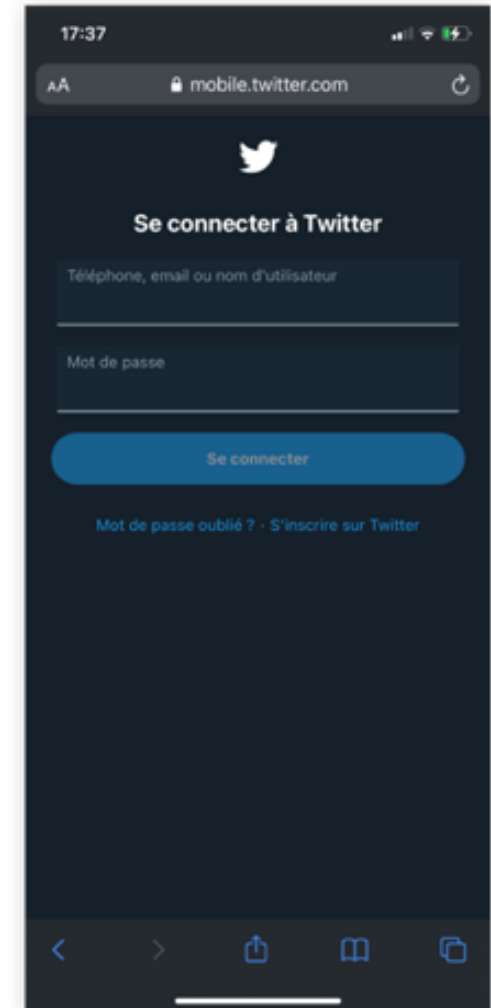 17:37
AA mobile.twitter.com
Se connecter à Twitter
Téléphone, email ou nom d'utilisateur
Mot de passe
Se connecter
Mot de passe oublié ? · S'inscrire sur Twitter